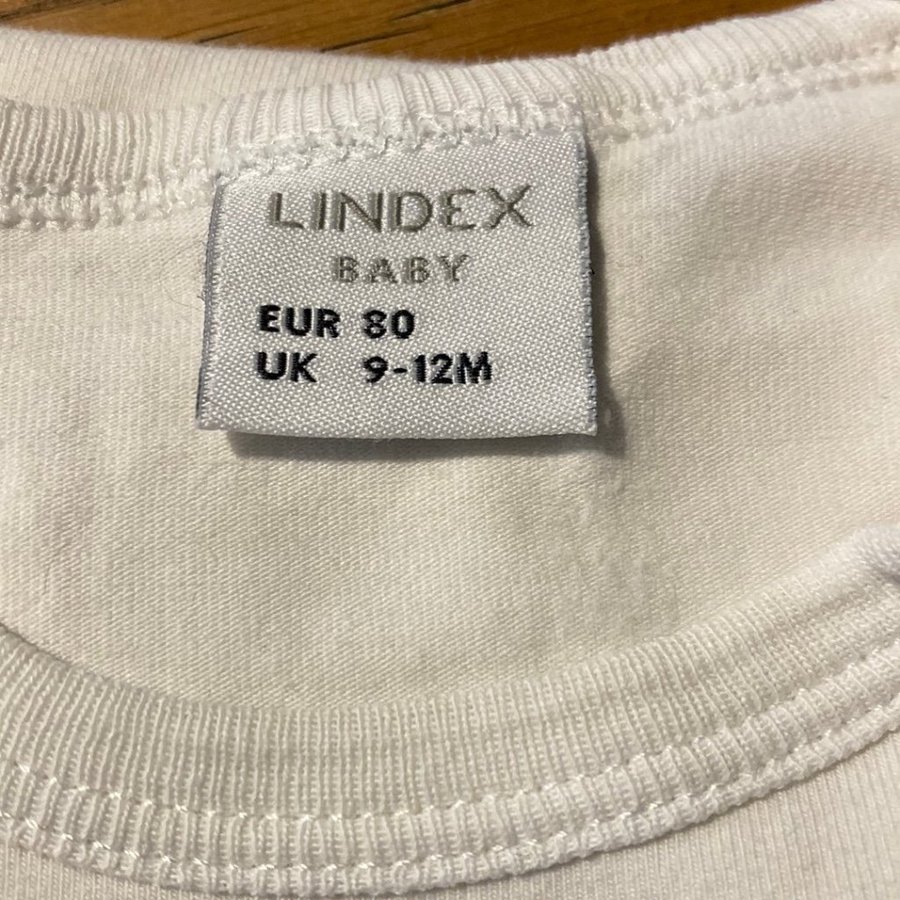 LINDEX
BABY
EUR 80
UK 9-12M